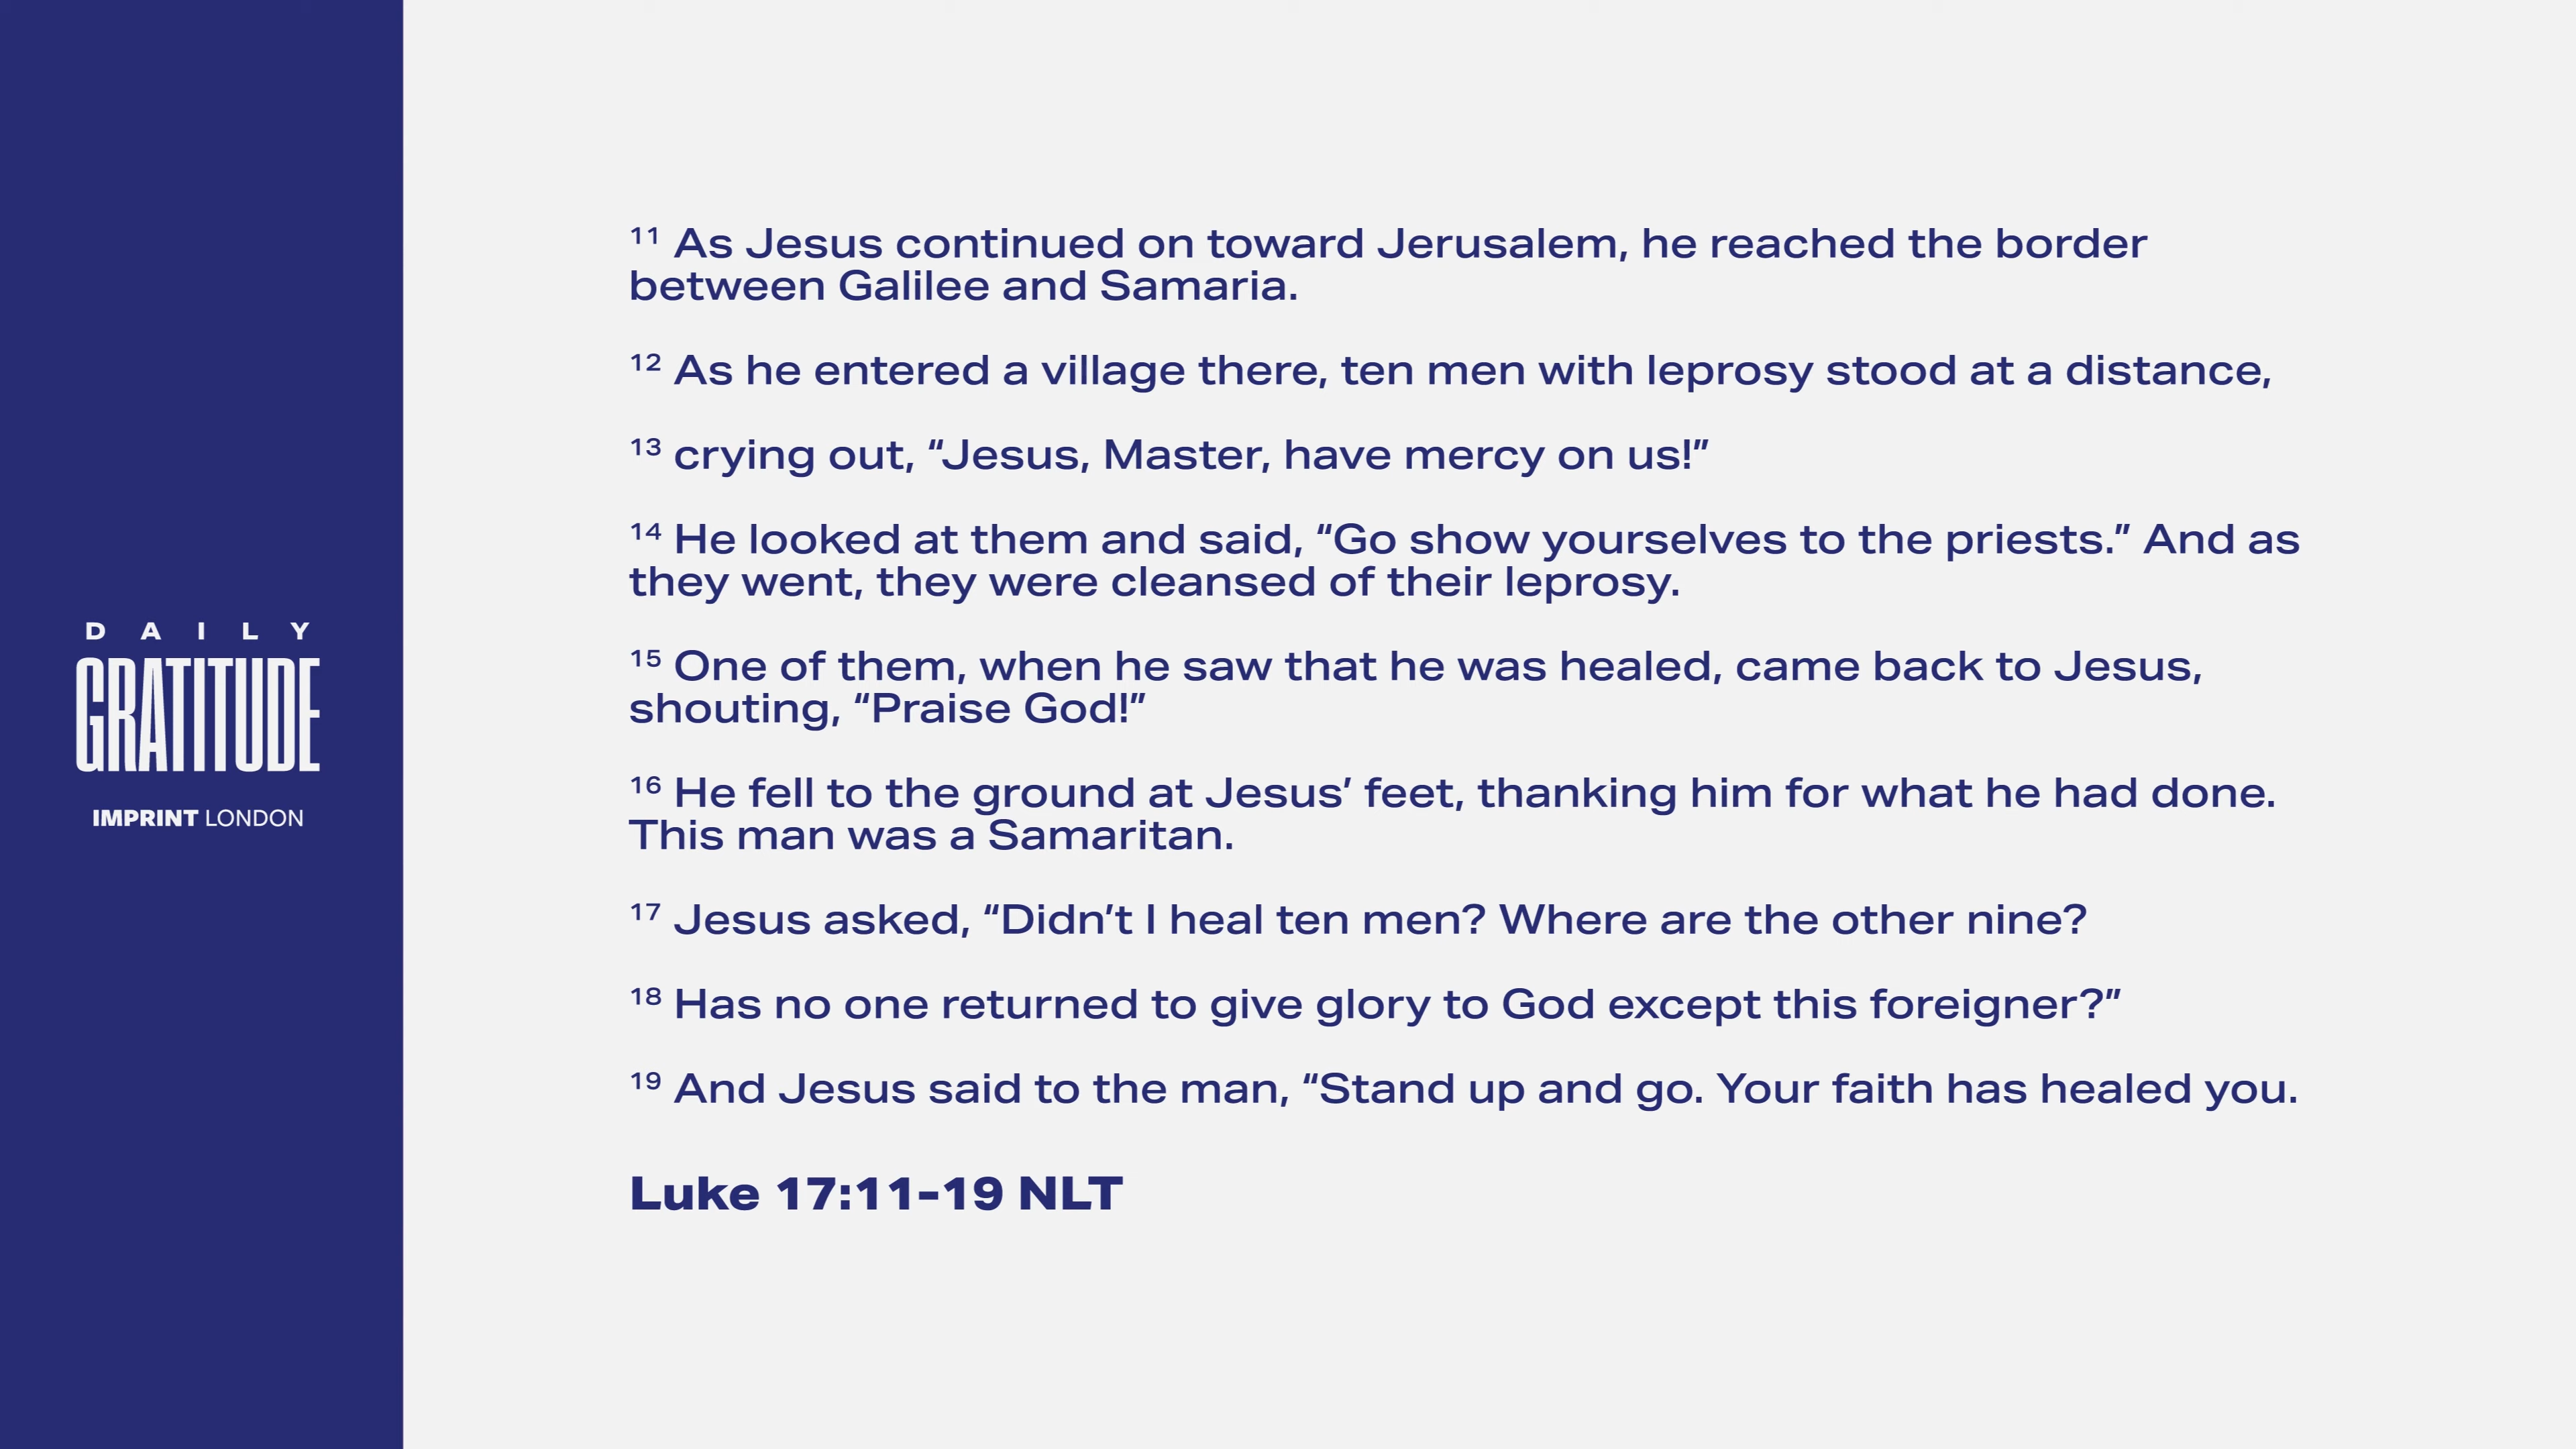 DAILY
GRATITUDE
IMPRINT LONDON
11 As Jesus continued on toward Jerusalem, he reached the border
between Galilee and Samaria.
12 As he entered a village there, ten men with leprosy stood at a distance,
13 crying out, “Jesus, Master, have mercy on us!”
14 He looked at them and said, “Go show yourselves to the priests.” And as
they went, they were cleansed of their leprosy.
15 One of them, when he saw that he was healed, came back to Jesus,
shouting, “Praise God!”
16 He fell to the ground at Jesus’ feet, thanking him for what he had done.
This man was a Samaritan.
17 Jesus asked, “Didn’t I heal ten men? Where are the other nine?
18 Has no one returned to give glory to God except this foreigner?”
19 And Jesus said to the man, “Stand up and go. Your faith has healed you.
Luke 17:11-19 NLT